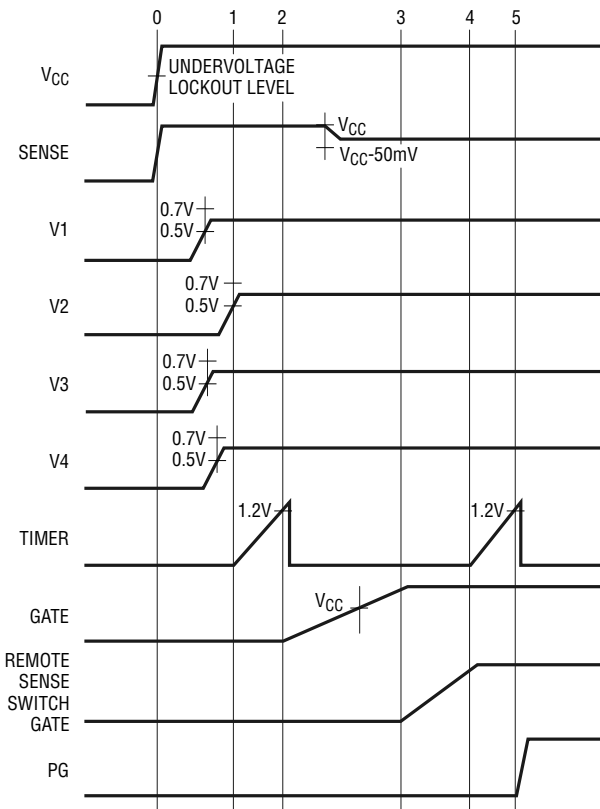 0 1 2 3 4 5
VCC
UNDERVOLTAGE
LOCKOUT LEVEL
SENSE
VCC
VCC-50mV
V1
0.7V
0.5V
V2
0.7V
0.5V
V3
0.7V
0.5V
V4
0.7V
0.5V
TIMER
1.2V
1.2V
GATE
VCC
REMOTE
SENSE
SWITCH
GATE
PG